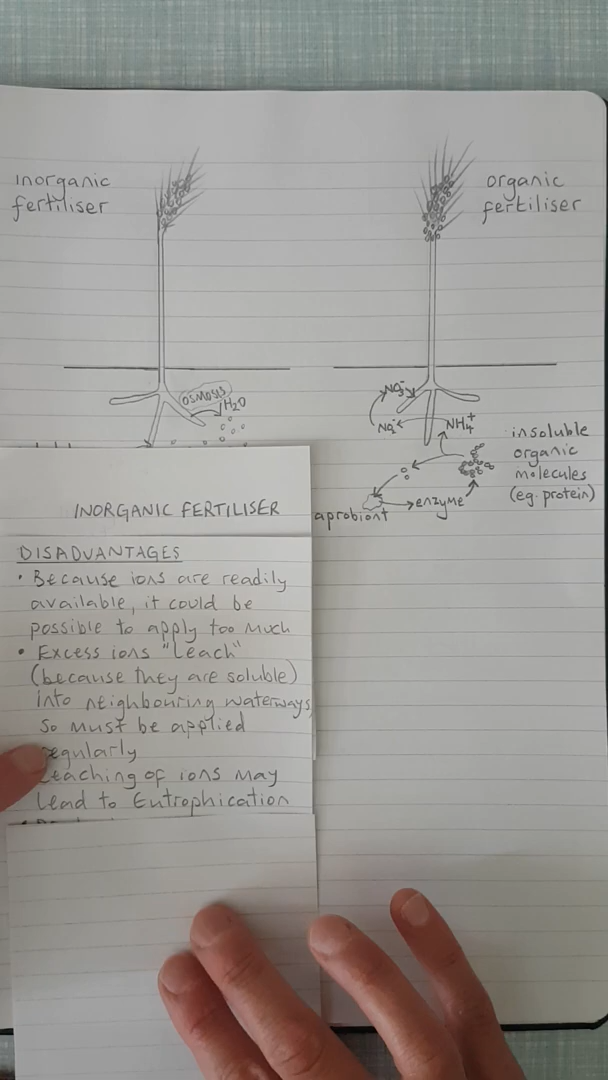 inorganic
fertiliser
organic
fertiliser
osmosis
H₂O
NO₃⁻
NO₂⁻
NH₄⁺
insoluble
organic
molecules
(eg. protein)
enzyme
aprobiont
INORGANIC FERTILISER
DISADVANTAGES
• Because ions are readily
available, it could be
possible to apply too much
• Excess ions "Leach"
(because they are soluble)
into neighbouring waterways,
so must be applied
regularly
Leaching of ions may
lead to Eutrophication